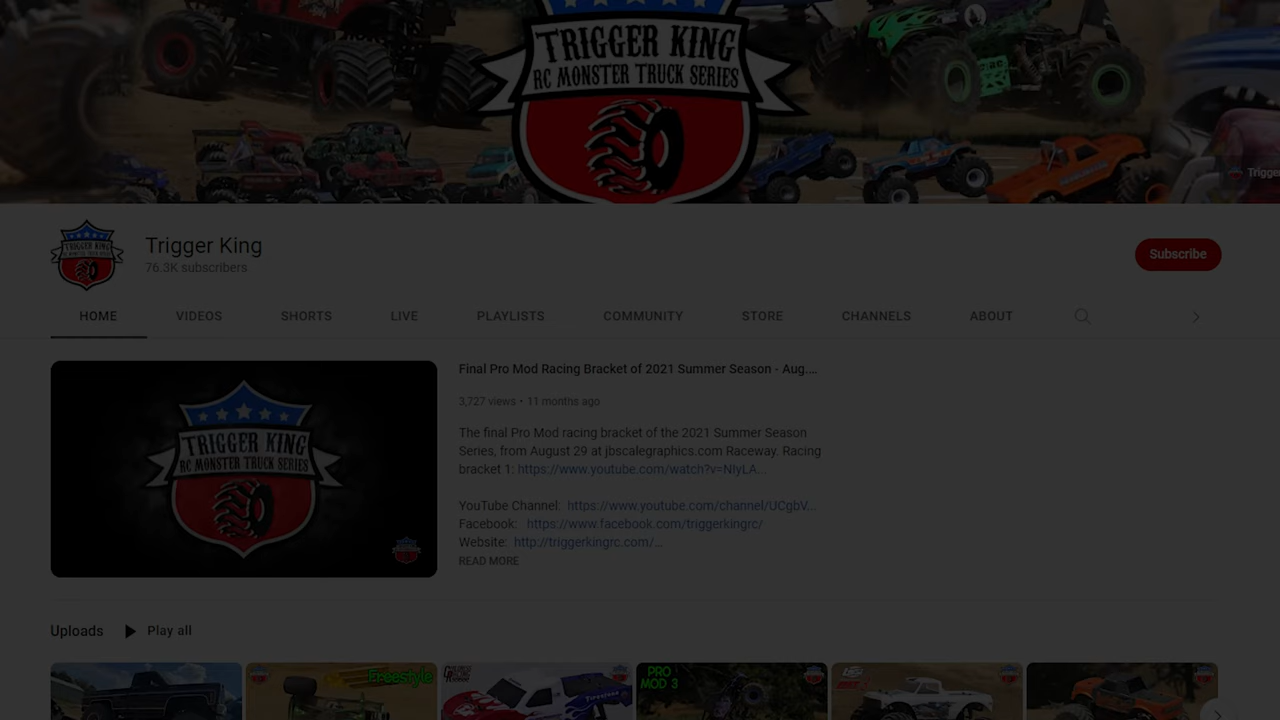 TRIGGER KING
RC MONSTER TRUCK SERIES
Trigger King
76.3K subscribers
Subscribe
HOME VIDEOS SHORTS LIVE PLAYLISTS COMMUNITY STORE CHANNELS ABOUT
TRIGGER KING
RC MONSTER TRUCK SERIES
Final Pro Mod Racing Bracket of 2021 Summer Season - Aug....
3,727 views • 11 months ago
The final Pro Mod racing bracket of the 2021 Summer Season
Series, from August 29 at jbscalegraphics.com Raceway. Racing
bracket 1: https://www.youtube.com/watch?v=NIyLA...
YouTube Channel: https://www.youtube.com/channel/UCgbV...
Facebook: https://www.facebook.com/triggerkingrc/
Website: http://triggerkingrc.com/...
READ MORE
Uploads Play all
Freestyle
PRO
MOD 3